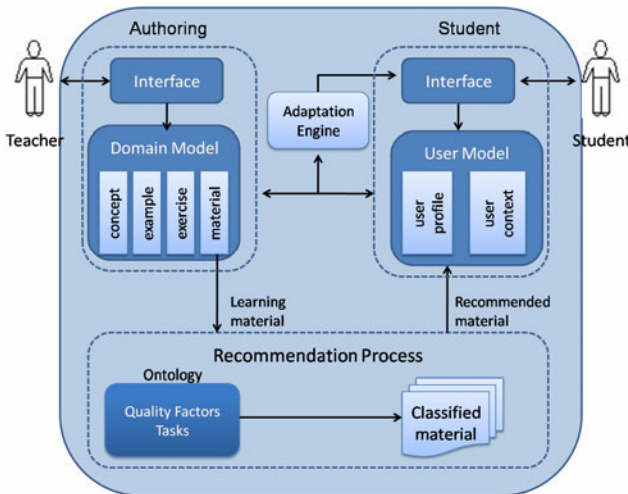 Authoring
Student
Interface
Interface
Adaptation
Engine
Teacher
Student
Domain Model
User Model
concept
example
exercise
material
user
profile
user
context
Learning
material
Recommended
material
Recommendation Process
Ontology
Quality Factors
Tasks
Classified
material